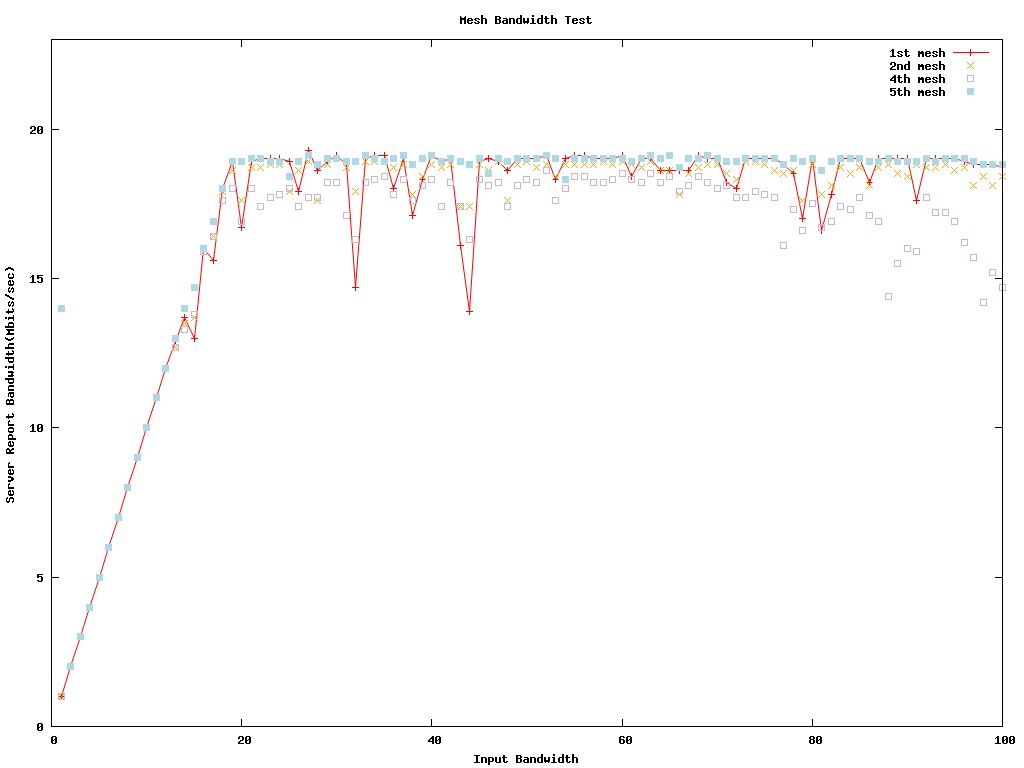 Mesh Bandwidth Test
1st mesh
2nd mesh
4th mesh
5th mesh
20
15
10
5
0
Server Report Bandwidth(Mbits/sec)
0 20 40 60 80 100
Input Bandwidth